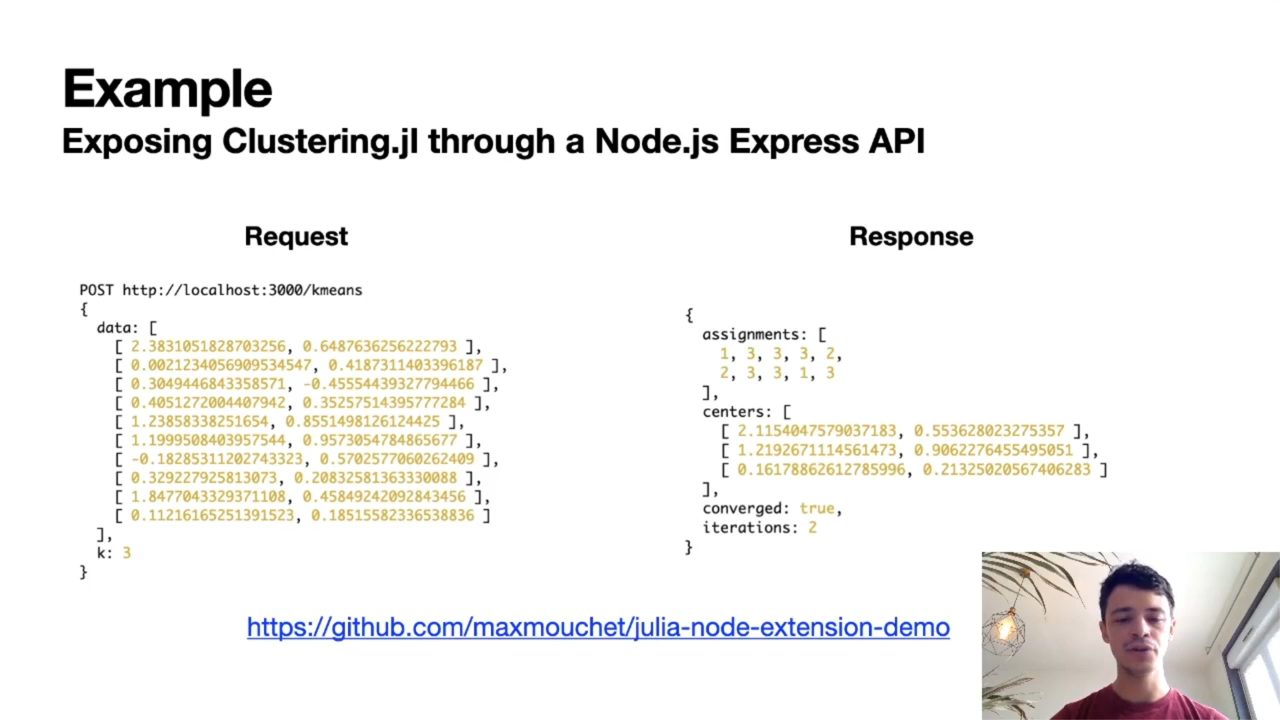 Example
Exposing Clustering.jl through a Node.js Express API
Request
POST http://localhost:3000/kmeans
{
data: [
[ 2.3831051828703256, 0.6487636256222793 ],
[ 0.0021234056909534547, 0.4187311403396187 ],
[ 0.3049446843358571, -0.45554439327794466 ],
[ 0.4051272004407942, 0.35257514395777284 ],
[ 1.23858338251654, 0.8551498126124425 ],
[ 1.1999508403957544, 0.9573054784865677 ],
[ -0.18285311202743323, 0.5702577060262409 ],
[ 0.329227925813073, 0.20832581363330088 ],
[ 1.8477043329371108, 0.45849242092843456 ],
[ 0.11216165251391523, 0.18515582336538836 ]
],
k: 3
}
Response
{
assignments: [
1, 3, 3, 3, 2,
2, 3, 3, 1, 3
],
centers: [
[ 2.1154047579037183, 0.553628023275357 ],
[ 1.2192671114561473, 0.9062276455495051 ],
[ 0.16178862612785996, 0.21325020567406283 ]
],
converged: true,
iterations: 2
}
https://github.com/maxmouchet/julia-node-extension-demo